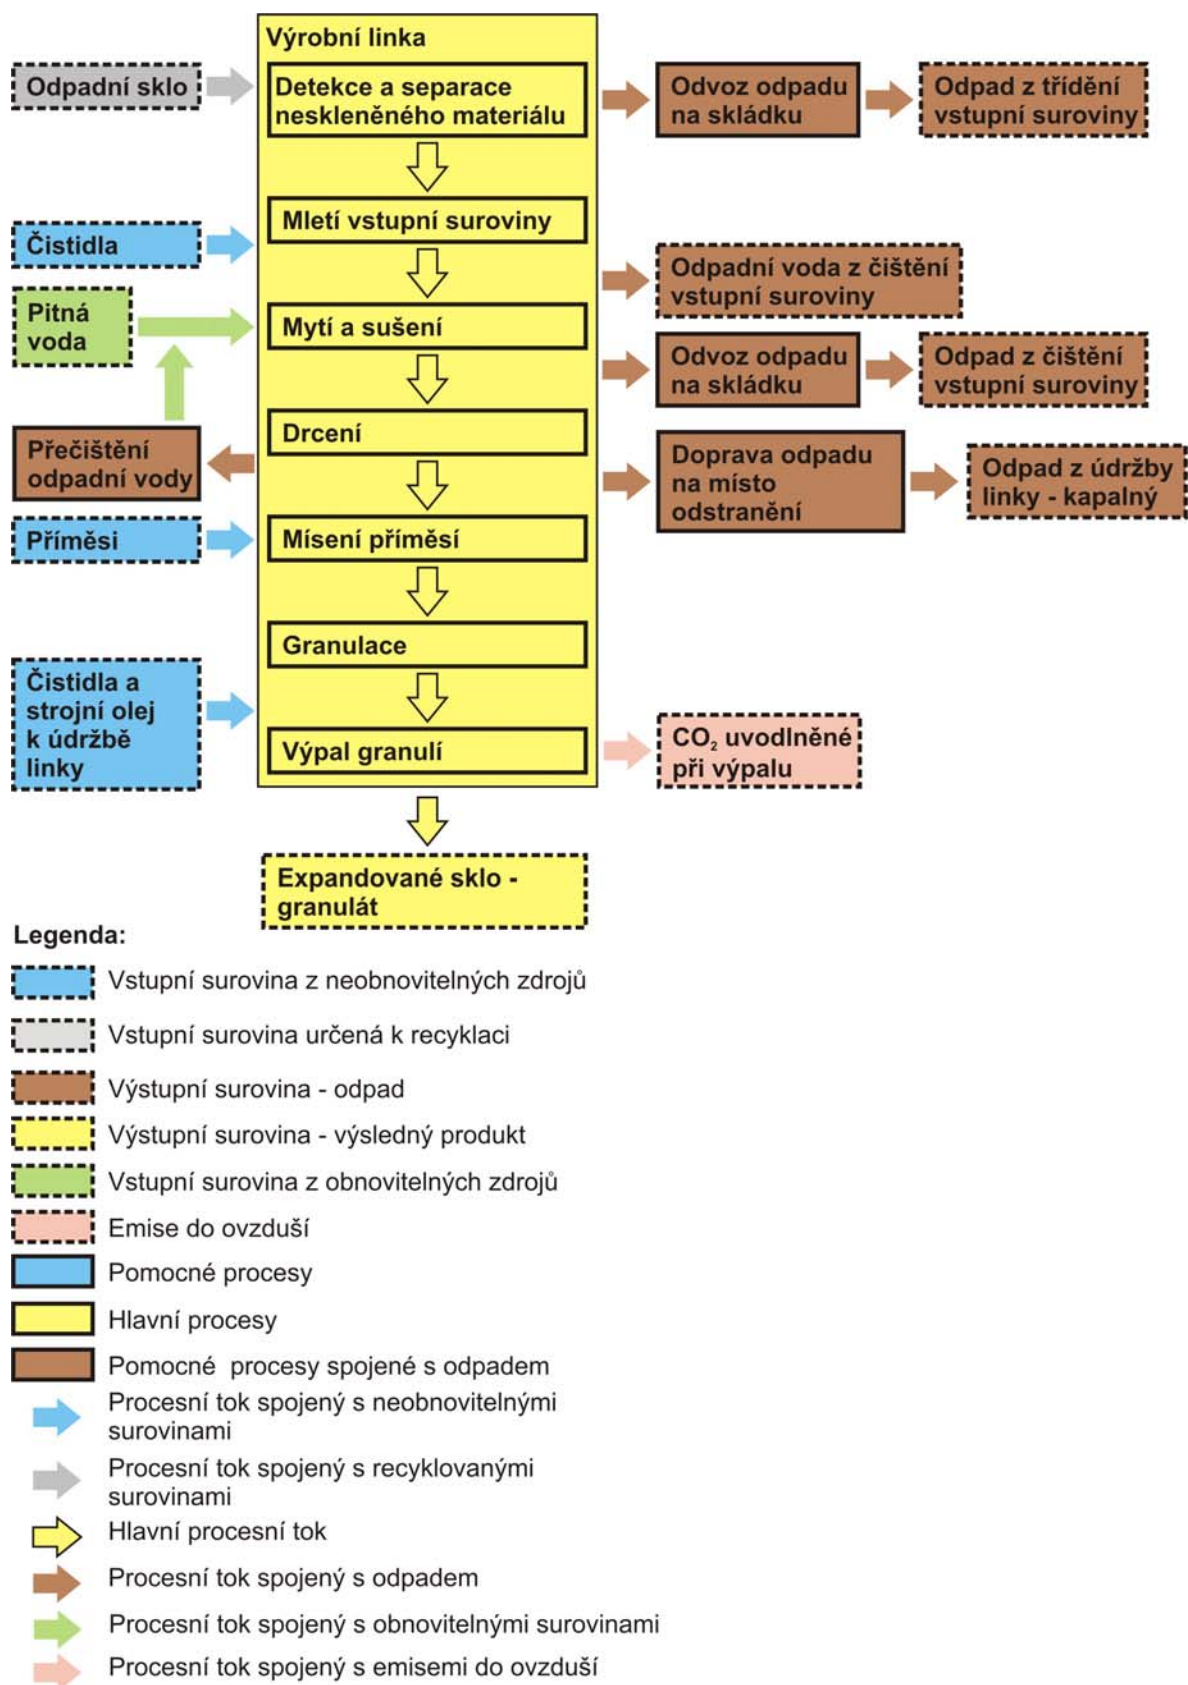 Výrobní linka
Odpadní sklo
Detekce a separace
neskleněného materiálu
Odvoz odpadu
na skládku
Odpad z třídění
vstupní suroviny
Mletí vstupní suroviny
Čistidla
Odpadní voda z čištění
vstupní suroviny
Pitná
voda
Mytí a sušení
Odvoz odpadu
na skládku
Odpad z čištění
vstupní suroviny
Přečištění
odpadní vody
Drcení
Doprava odpadu
na místo
odstranění
Odpad z údržby
linky - kapalný
Příměsi
Mísení příměsí
Granulace
Čistidla a
strojní olej
k údržbě
linky
Výpal granulí
CO₂ uvodlněné
při výpalu
Expandované sklo -
granulát
Legenda:
Vstupní surovina z neobnovitelných zdrojů
Vstupní surovina určená k recyklaci
Výstupní surovina - odpad
Výstupní surovina - výsledný produkt
Vstupní surovina z obnovitelných zdrojů
Emise do ovzduší
Pomocné procesy
Hlavní procesy
Pomocné procesy spojené s odpadem
Procesní tok spojený s neobnovitelnými
surovinami
Procesní tok spojený s recyklovanými
surovinami
Hlavní procesní tok
Procesní tok spojený s odpadem
Procesní tok spojený s obnovitelnými surovinami
Procesní tok spojený s emisemi do ovzduší